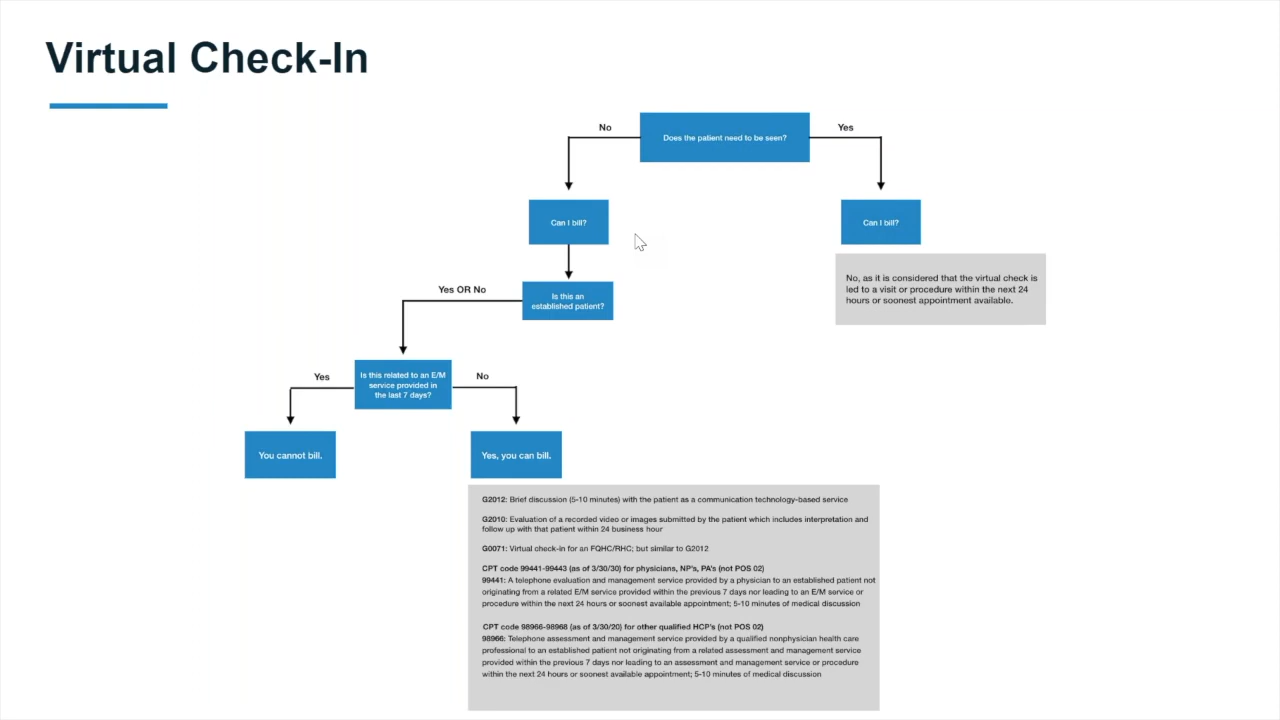 Virtual Check-In
No
Does the patient need to be seen?
Yes
Can I bill?
Can I bill?
No, as it is considered that the virtual check is
led to a visit or procedure within the next 24
hours or soonest appointment available.
Yes OR No
Is this an
established patient?
Yes
Is this related to an E/M
service provided in
the last 7 days?
No
You cannot bill.
Yes, you can bill.
G2012: Brief discussion (5-10 minutes) with the patient as a communication technology-based service
G2010: Evaluation of a recorded video or images submitted by the patient which includes interpretation and
follow up with that patient within 24 business hour
G0071: Virtual check-in for an FQHC/RHC; but similar to G2012
CPT code 99441-99443 (as of 3/30/30) for physicians, NP's, PA's (not POS 02)
99441: A telephone evaluation and management service provided by a physician to an established patient not
originating from a related E/M service provided within the previous 7 days nor leading to an E/M service or
procedure within the next 24 hours or soonest available appointment; 5-10 minutes of medical discussion
CPT code 98966-98968 (as of 3/30/20) for other qualified HCP's (not POS 02)
98966: Telephone assessment and management service provided by a qualified nonphysician health care
professional to an established patient not originating from a related assessment and management service
provided within the previous 7 days nor leading to an assessment and management service or procedure
within the next 24 hours or soonest available appointment; 5-10 minutes of medical discussion